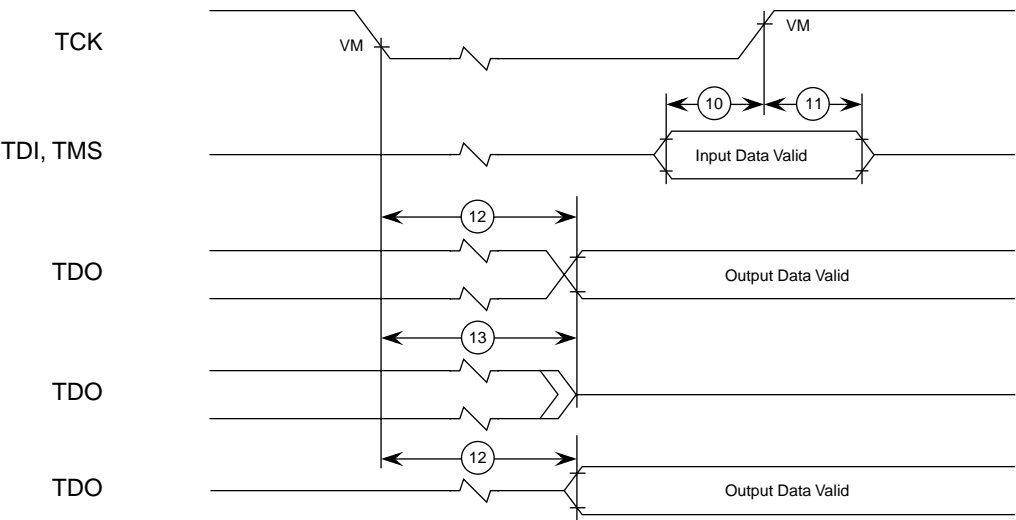 TCK
VM
VM
10
11
TDI, TMS
Input Data Valid
12
TDO
Output Data Valid
13
TDO
12
TDO
Output Data Valid